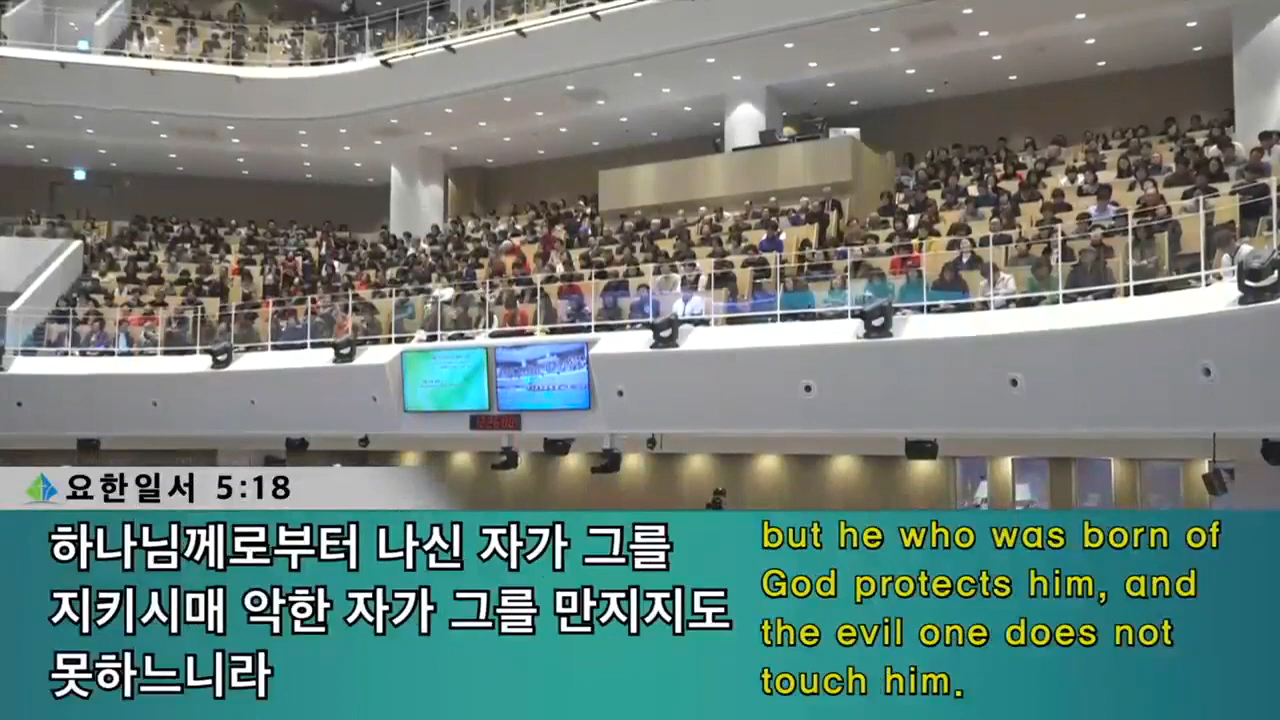 요한일서 5:18
하나님께로부터 나신 자가 그를
지키시매 악한 자가 그를 만지지도
못하느니라
but he who was born of
God protects him, and
the evil one does not
touch him.